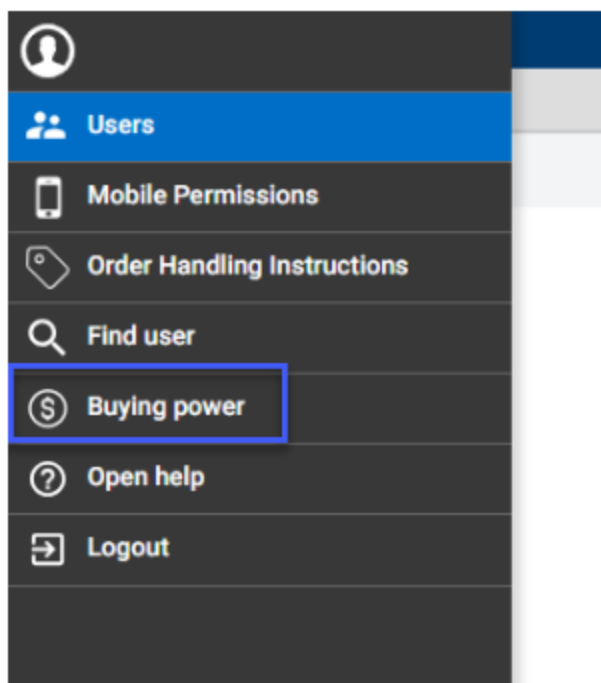 Users
Mobile Permissions
Order Handling Instructions
Find user
Buying power
Open help
Logout